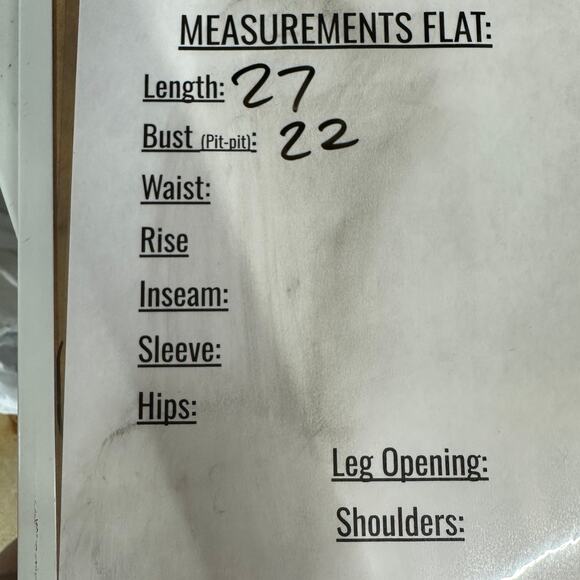 MEASUREMENTS FLAT:
Length: 27
Bust (Pit-pit): 22
Waist:
Rise
Inseam:
Sleeve:
Hips:
Leg Opening:
Shoulders: